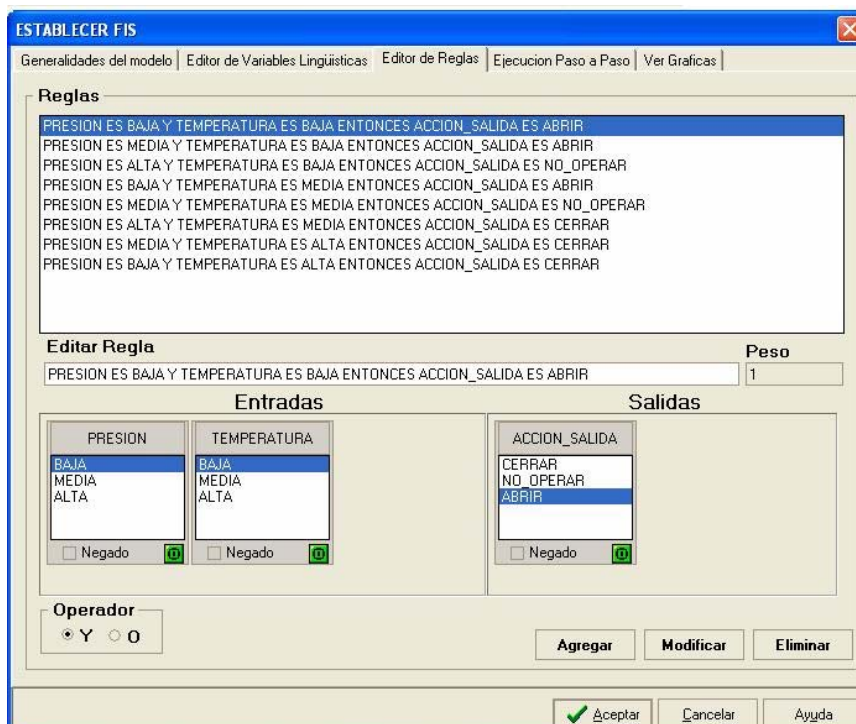 ESTABLECER FIS
Generalidades del modelo Editor de Variables Lingüisticas Editor de Reglas Ejecucion Paso a Paso Ver Graficas
Reglas
PRESION ES BAJA Y TEMPERATURA ES BAJA ENTONCES ACCION_SALIDA ES ABRIR
PRESION ES MEDIA Y TEMPERATURA ES BAJA ENTONCES ACCION_SALIDA ES ABRIR
PRESION ES ALTA Y TEMPERATURA ES BAJA ENTONCES ACCION_SALIDA ES NO_OPERAR
PRESION ES BAJA Y TEMPERATURA ES MEDIA ENTONCES ACCION_SALIDA ES ABRIR
PRESION ES MEDIA Y TEMPERATURA ES MEDIA ENTONCES ACCION_SALIDA ES NO_OPERAR
PRESION ES ALTA Y TEMPERATURA ES MEDIA ENTONCES ACCION_SALIDA ES CERRAR
PRESION ES MEDIA Y TEMPERATURA ES ALTA ENTONCES ACCION_SALIDA ES CERRAR
PRESION ES BAJA Y TEMPERATURA ES ALTA ENTONCES ACCION_SALIDA ES CERRAR
Editar Regla Peso
PRESION ES BAJA Y TEMPERATURA ES BAJA ENTONCES ACCION_SALIDA ES ABRIR 1
Entradas Salidas
PRESION TEMPERATURA ACCION_SALIDA
BAJA BAJA CERRAR
MEDIA MEDIA NO_OPERAR
ALTA ALTA ABRIR
Negado Negado Negado
Operador
Y O
Agregar Modificar Eliminar
Aceptar Cancelar Ayuda